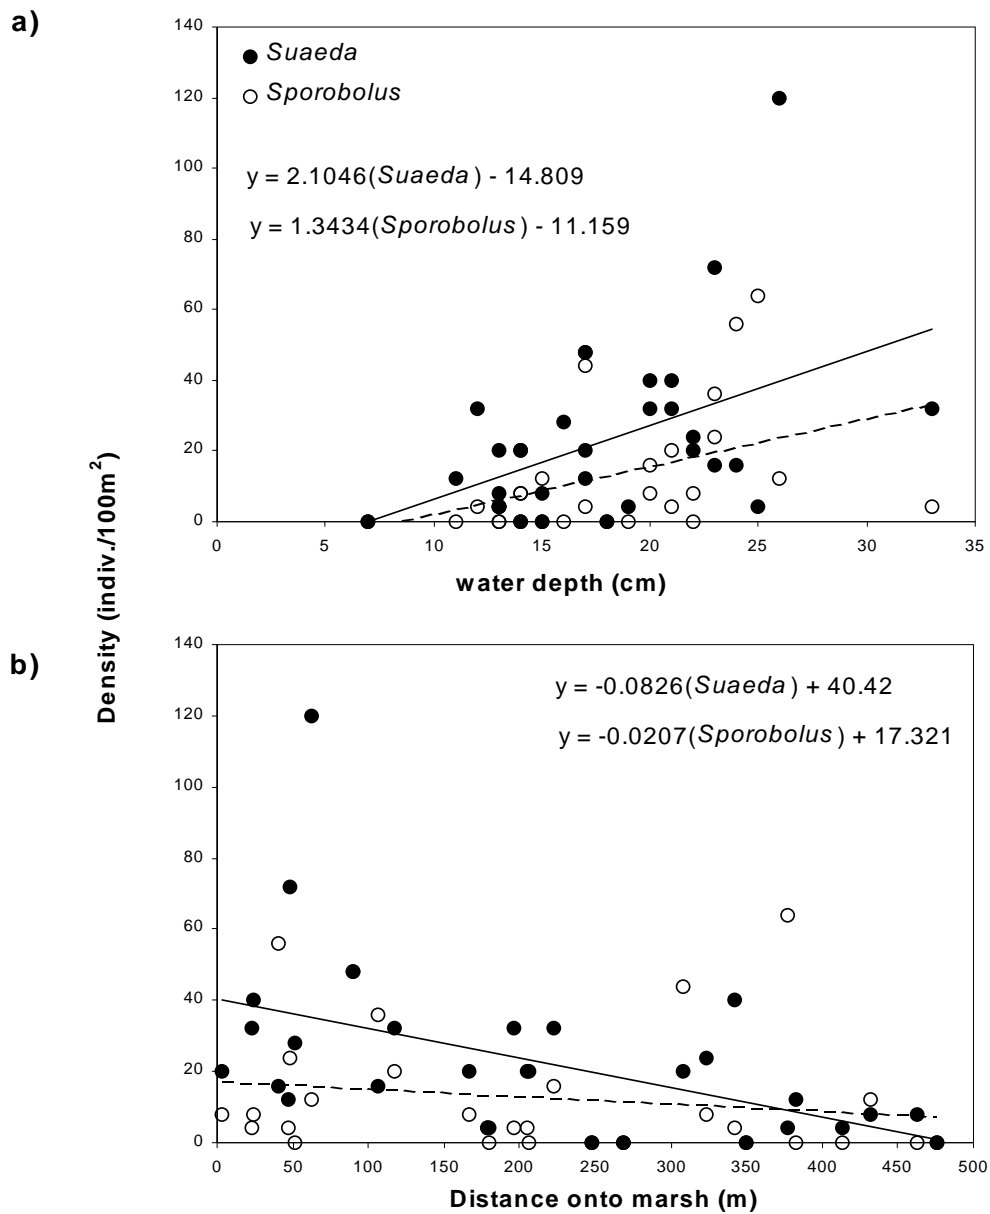 a)
140
120
100
80
60
40
20
0
Suaeda
Sporobolus
y = 2.1046(Suaeda) - 14.809
y = 1.3434(Sporobolus) - 11.159
0 5 10 15 20 25 30 35
water depth (cm)
Density (indiv./100m²)
b)
140
120
100
80
60
40
20
0
y = -0.0826(Suaeda) + 40.42
y = -0.0207(Sporobolus) + 17.321
0 50 100 150 200 250 300 350 400 450 500
Distance onto marsh (m)